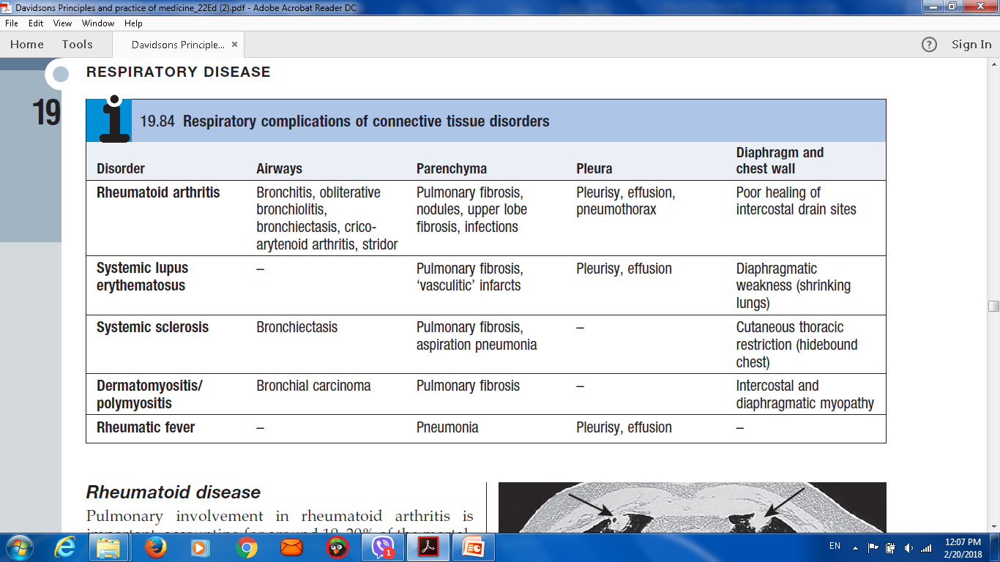 Davidsons Principles and practice of medicine_22Ed (2).pdf - Adobe Acrobat Reader DC
File Edit View Window Help
Home Tools Davidsons Principle... × ? Sign In
RESPIRATORY DISEASE
19
i 19.84 Respiratory complications of connective tissue disorders
Diaphragm and
Disorder Airways Parenchyma Pleura chest wall
Rheumatoid arthritis Bronchitis, obliterative Pulmonary fibrosis, Pleurisy, effusion, Poor healing of
bronchiolitis, nodules, upper lobe pneumothorax intercostal drain sites
bronchiectasis, crico- fibrosis, infections
arytenoid arthritis, stridor
Systemic lupus – Pulmonary fibrosis, Pleurisy, effusion Diaphragmatic
erythematosus ‘vasculitic’ infarcts weakness (shrinking
lungs)
Systemic sclerosis Bronchiectasis Pulmonary fibrosis, – Cutaneous thoracic
aspiration pneumonia restriction (hidebound
chest)
Dermatomyositis/ Bronchial carcinoma Pulmonary fibrosis – Intercostal and
polymyositis diaphragmatic myopathy
Rheumatic fever – Pneumonia Pleurisy, effusion –
Rheumatoid disease
Pulmonary involvement in rheumatoid arthritis is
1
EN
12:07 PM
2/20/2018